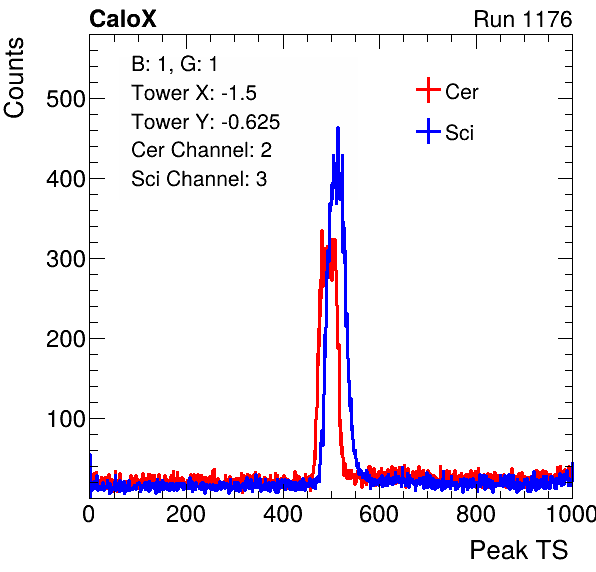 CaloX Run 1176
Counts
B: 1, G: 1
Tower X: -1.5
Tower Y: -0.625
Cer Channel: 2
Sci Channel: 3
Cer
Sci
500
400
300
200
100
0 200 400 600 800 1000
Peak TS